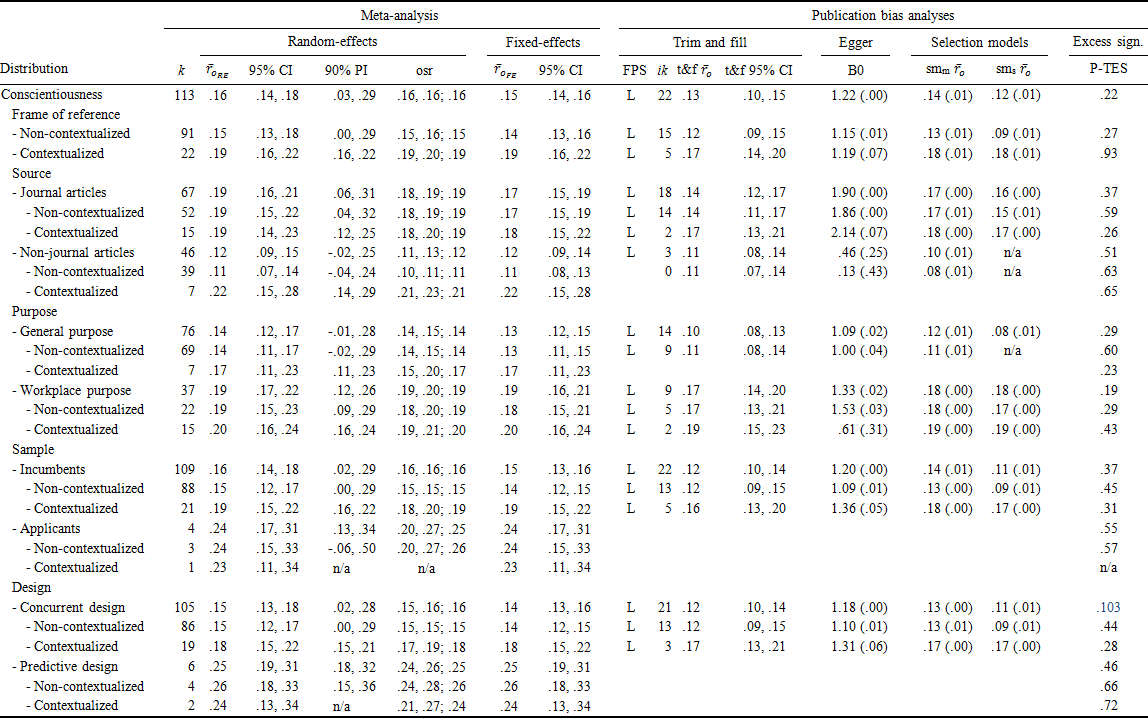 Meta-analysis Publication bias analyses
Random-effects Fixed-effects Trim and fill Egger Selection models Excess sign.
Distribution k r̄oRE 95% CI 90% PI osr r̄oFE 95% CI FPS ik t&f r̄o t&f 95% CI B0 smm r̄o sms r̄o P-TES
Conscientiousness 113 .16 .14, .18 .03, .29 .16, .16; .16 .15 .14, .16 L 22 .13 .10, .15 1.22 (.00) .14 (.01) .12 (.01) .22
Frame of reference
- Non-contextualized 91 .15 .13, .18 .00, .29 .15, .16; .15 .14 .13, .16 L 15 .12 .09, .15 1.15 (.01) .13 (.01) .09 (.01) .27
- Contextualized 22 .19 .16, .22 .16, .22 .19, .20; .19 .19 .16, .22 L 5 .17 .14, .20 1.19 (.07) .18 (.01) .18 (.01) .93
Source
- Journal articles 67 .19 .16, .21 .06, .31 .18, .19; .19 .17 .15, .19 L 18 .14 .12, .17 1.90 (.00) .17 (.00) .16 (.00) .37
- Non-contextualized 52 .19 .15, .22 .04, .32 .18, .19; .19 .17 .15, .19 L 14 .14 .11, .17 1.86 (.00) .17 (.01) .15 (.01) .59
- Contextualized 15 .19 .14, .23 .12, .25 .18, .20; .19 .18 .15, .22 L 2 .17 .13, .21 2.14 (.07) .18 (.00) .17 (.00) .26
- Non-journal articles 46 .12 .09, .15 -.02, .25 .11, .13; .12 .12 .09, .14 L 3 .11 .08, .14 .46 (.25) .10 (.01) n/a .51
- Non-contextualized 39 .11 .07, .14 -.04, .24 .10, .11; .11 .11 .08, .13 0 .11 .07, .14 .13 (.43) .08 (.01) n/a .63
- Contextualized 7 .22 .15, .28 .14, .29 .21, .23; .21 .22 .15, .28 .65
Purpose
- General purpose 76 .14 .12, .17 -.01, .28 .14, .15; .14 .13 .12, .15 L 14 .10 .08, .13 1.09 (.02) .12 (.01) .08 (.01) .29
- Non-contextualized 69 .14 .11, .17 -.02, .29 .14, .15; .14 .13 .11, .15 L 9 .11 .08, .14 1.00 (.04) .11 (.01) n/a .60
- Contextualized 7 .17 .11, .23 .11, .23 .15, .20; .17 .17 .11, .23 .23
- Workplace purpose 37 .19 .17, .22 .12, .26 .19, .20; .19 .19 .16, .21 L 9 .17 .14, .20 1.33 (.02) .18 (.00) .18 (.00) .19
- Non-contextualized 22 .19 .15, .23 .09, .29 .18, .20; .19 .18 .15, .21 L 5 .17 .13, .21 1.53 (.03) .18 (.00) .17 (.00) .29
- Contextualized 15 .20 .16, .24 .16, .24 .19, .21; .20 .20 .16, .24 L 2 .19 .15, .23 .61 (.31) .19 (.00) .19 (.00) .43
Sample
- Incumbents 109 .16 .14, .18 .02, .29 .16, .16; .16 .15 .13, .16 L 22 .12 .10, .14 1.20 (.00) .14 (.01) .11 (.01) .37
- Non-contextualized 88 .15 .12, .17 .00, .29 .15, .15; .15 .14 .12, .15 L 13 .12 .09, .15 1.09 (.01) .13 (.00) .09 (.01) .45
- Contextualized 21 .19 .15, .22 .16, .22 .18, .20; .19 .19 .15, .22 L 5 .16 .13, .20 1.36 (.05) .18 (.00) .17 (.00) .31
- Applicants 4 .24 .17, .31 .13, .34 .20, .27; .25 .24 .17, .31 .55
- Non-contextualized 3 .24 .15, .33 -.06, .50 .20, .27; .26 .24 .15, .33 .57
- Contextualized 1 .23 .11, .34 n/a n/a .23 .11, .34 n/a
Design
- Concurrent design 105 .15 .13, .18 .02, .28 .15, .16; .16 .14 .13, .16 L 21 .12 .10, .14 1.18 (.00) .13 (.00) .11 (.01) .103
- Non-contextualized 86 .15 .12, .17 .00, .29 .15, .15; .15 .14 .12, .15 L 13 .12 .09, .15 1.10 (.01) .13 (.01) .09 (.01) .44
- Contextualized 19 .18 .15, .22 .15, .21 .17, .19; .18 .18 .15, .22 L 3 .17 .13, .21 1.31 (.06) .17 (.00) .17 (.00) .28
- Predictive design 6 .25 .19, .31 .18, .32 .24, .26; .25 .25 .19, .31 .46
- Non-contextualized 4 .26 .18, .33 .15, .36 .24, .28; .26 .26 .18, .33 .66
- Contextualized 2 .24 .13, .34 n/a .21, .27; .24 .24 .13, .34 .72